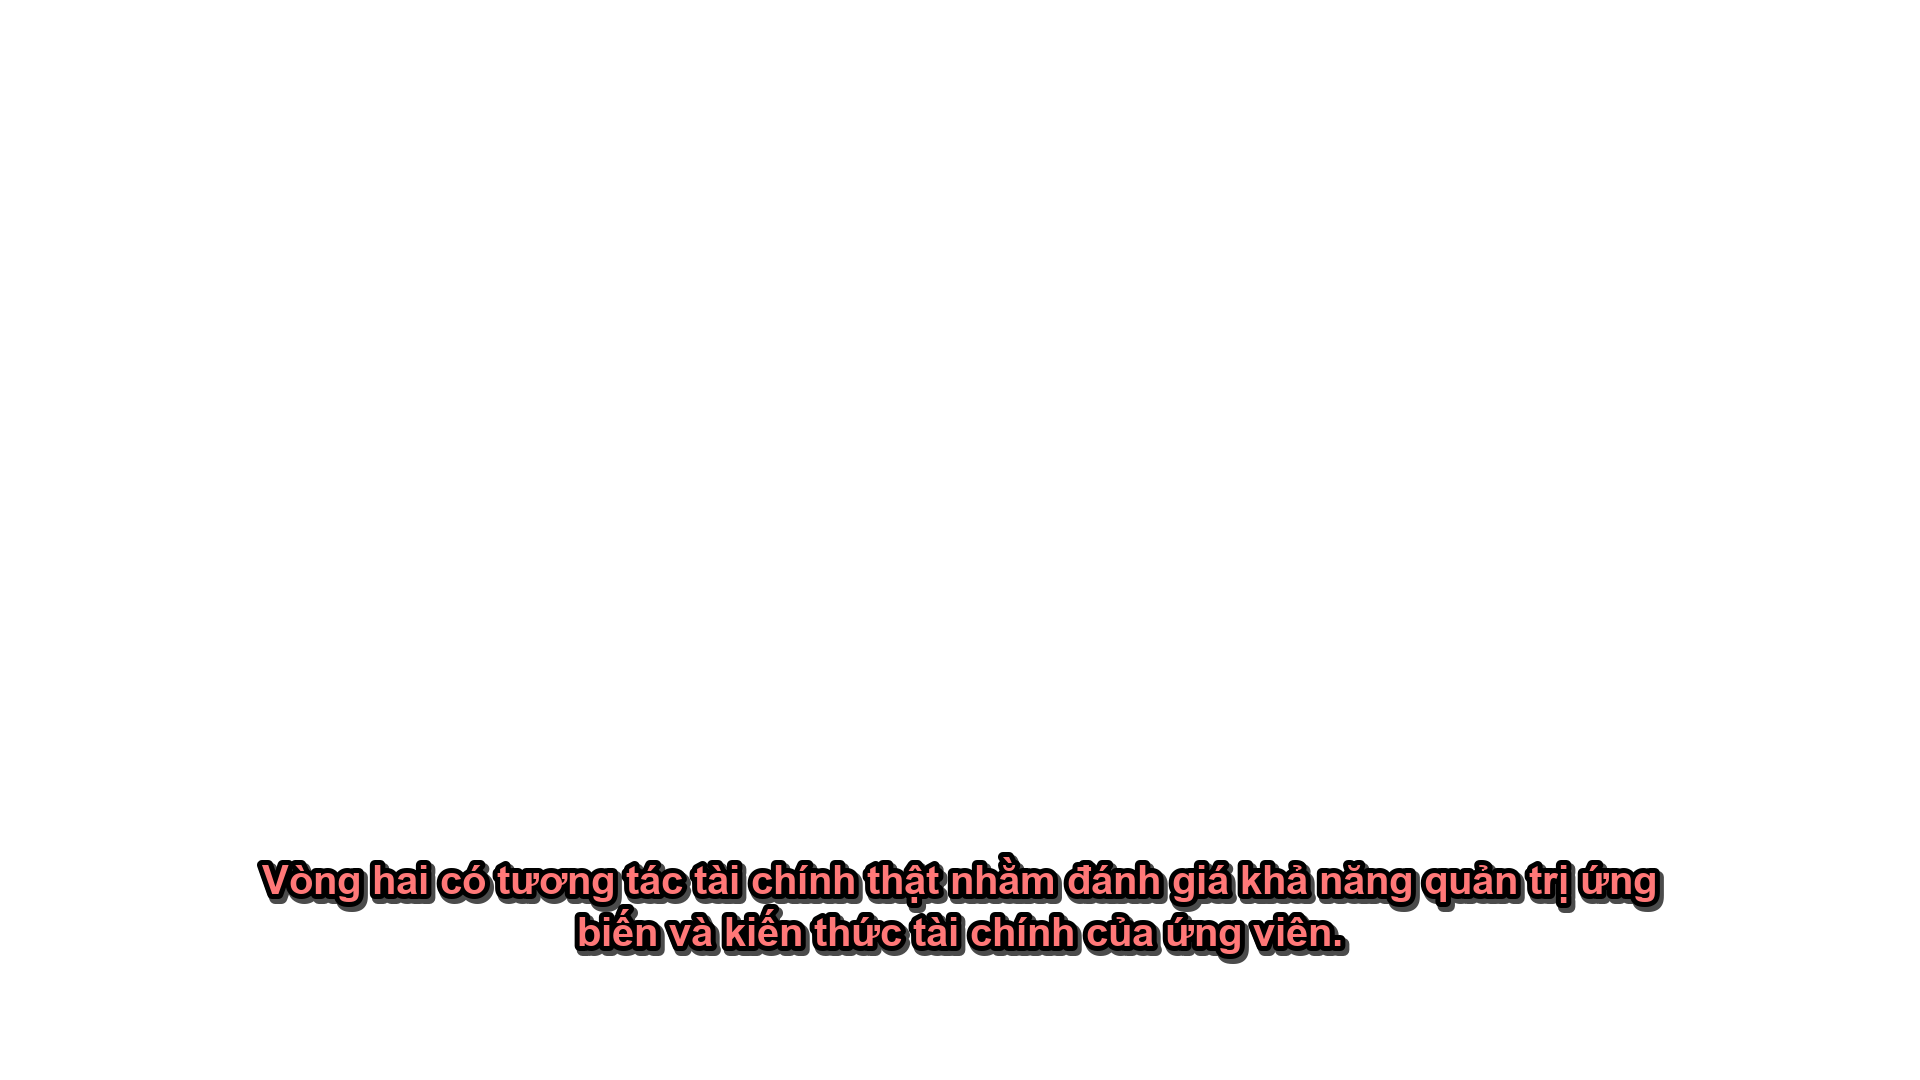 Vòng hai có tương tác tài chính thật nhằm đánh giá khả năng quản trị ứng
biến và kiến thức tài chính của ứng viên.